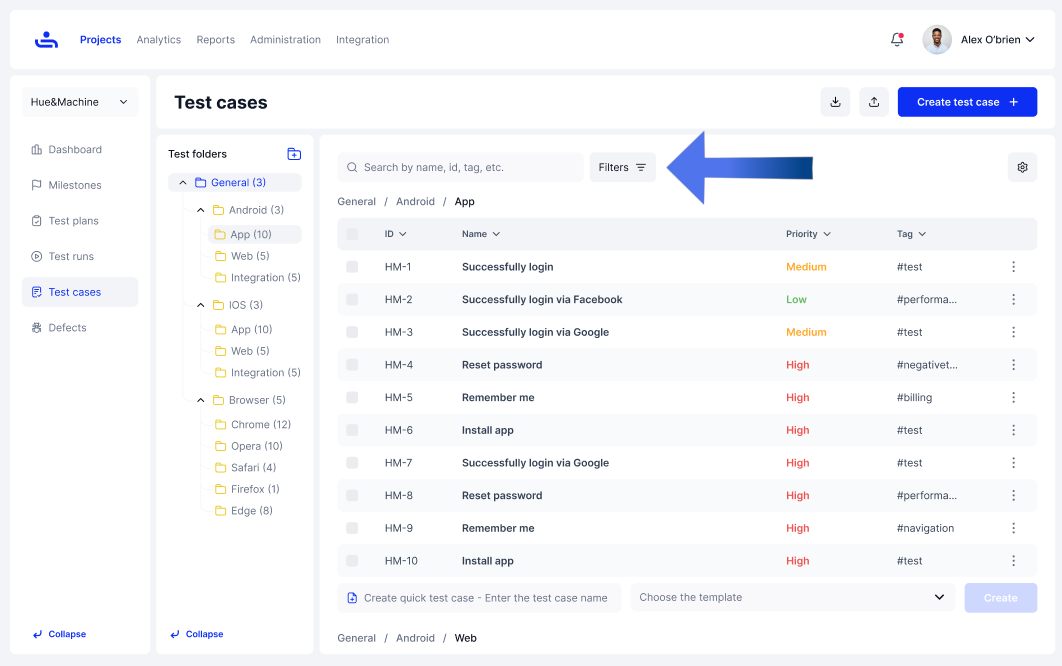 Projects Analytics Reports Administration Integration Alex O'brien
Hue&Machine
Dashboard
Milestones
Test plans
Test runs
Test cases
Defects
Collapse
Test cases
Create test case +
Test folders
General (3)
Android (3)
App (10)
Web (5)
Integration (5)
IOS (3)
App (10)
Web (5)
Integration (5)
Browser (5)
Chrome (12)
Opera (10)
Safari (4)
Firefox (1)
Edge (8)
Collapse
Search by name, id, tag, etc. Filters
General / Android / App
ID Name Priority Tag
HM-1 Successfully login Medium #test
HM-2 Successfully login via Facebook Low #performa...
HM-3 Successfully login via Google Medium #test
HM-4 Reset password High #negativet...
HM-5 Remember me High #billing
HM-6 Install app High #test
HM-7 Successfully login via Google High #test
HM-8 Reset password High #performa...
HM-9 Remember me High #navigation
HM-10 Install app High #test
Create quick test case - Enter the test case name Choose the template Create
General / Android / Web